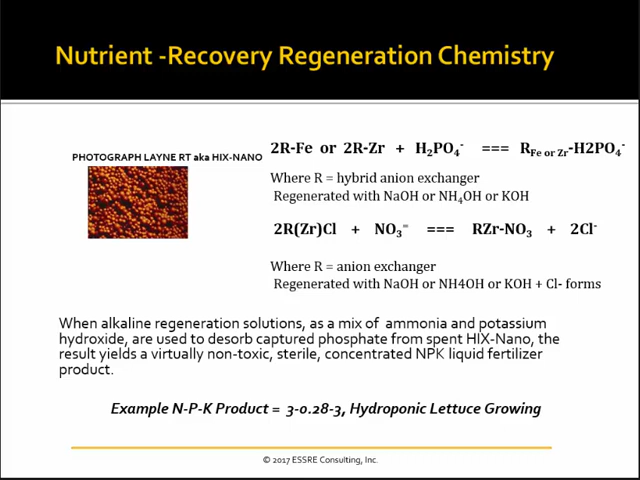 Nutrient -Recovery Regeneration Chemistry
PHOTOGRAPH LAYNE RT aka HIX-NANO
2R-Fe or 2R-Zr + H₂PO₄⁻ === R_Fe or Zr-H2PO₄⁻
Where R = hybrid anion exchanger
Regenerated with NaOH or NH₄OH or KOH
2R(Zr)Cl + NO₃⁼ === RZr-NO₃ + 2Cl⁻
Where R = anion exchanger
Regenerated with NaOH or NH4OH or KOH + Cl- forms
When alkaline regeneration solutions, as a mix of ammonia and potassium
hydroxide, are used to desorb captured phosphate from spent HIX-Nano, the
result yields a virtually non-toxic, sterile, concentrated NPK liquid fertilizer
product.
Example N-P-K Product = 3-0.28-3, Hydroponic Lettuce Growing
© 2017 ESSRE Consulting, Inc.